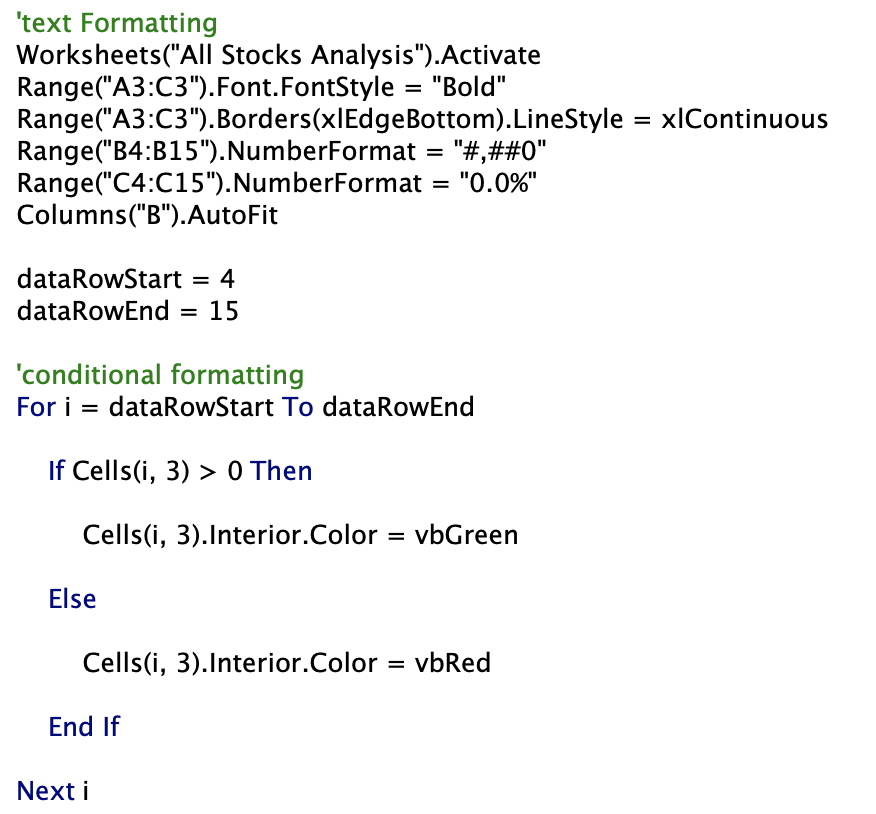 'text Formatting
Worksheets("All Stocks Analysis").Activate
Range("A3:C3").Font.FontStyle = "Bold"
Range("A3:C3").Borders(xlEdgeBottom).LineStyle = xlContinuous
Range("B4:B15").NumberFormat = "#,##0"
Range("C4:C15").NumberFormat = "0.0%"
Columns("B").AutoFit
dataRowStart = 4
dataRowEnd = 15
'conditional formatting
For i = dataRowStart To dataRowEnd
If Cells(i, 3) > 0 Then
Cells(i, 3).Interior.Color = vbGreen
Else
Cells(i, 3).Interior.Color = vbRed
End If
Next i